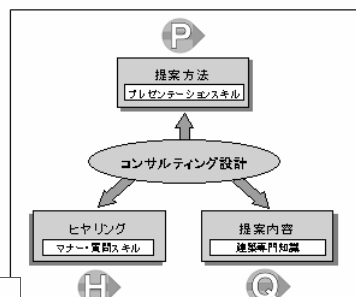 P
提案方法
プレゼンテーションスキル
コンサルティング設計
ヒヤリング
マナー・質問スキル
提案内容
建築専門知識
H
Q